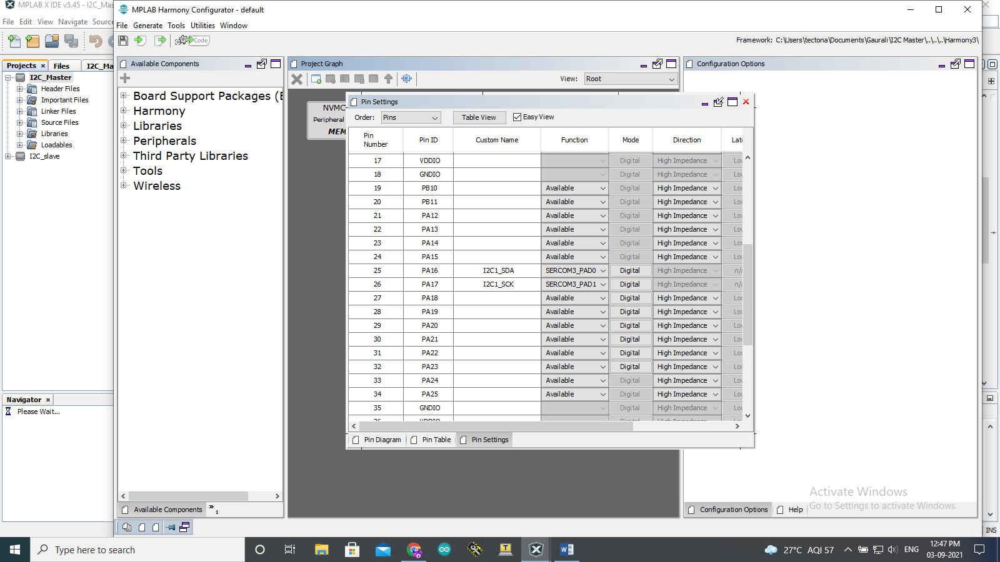 MPLAB X IDE v5.45 - I2C_Mas
MPLAB Harmony Configurator - default
File Edit View Navigate Source
File Generate Tools Utilities Window
Code
Framework: C:\Users\tectona\Documents\Gaurali\I2C Master\..\..\..\Harmony3\
Projects × Files I2C_Ma
I2C_Master
Header Files
Important Files
Linker Files
Source Files
Libraries
Loadables
I2C_slave
Navigator ×
Please Wait...
Available Components
Board Support Packages (B
Harmony
Libraries
Peripherals
Third Party Libraries
Tools
Wireless
Available Components
1
Project Graph
View: Root
NVMC
Peripheral
MEM
Pin Settings
Order: Pins Table View Easy View
Pin Number Pin ID Custom Name Function Mode Direction Lat
17 VDDIO Digital High Impedance Lo
18 GNDIO Digital High Impedance Lo
19 PB10 Available Digital High Impedance Lo
20 PB11 Available Digital High Impedance Lo
21 PA12 Available Digital High Impedance Lo
22 PA13 Available Digital High Impedance Lo
23 PA14 Available Digital High Impedance Lo
24 PA15 Available Digital High Impedance Lo
25 PA16 I2C1_SDA SERCOM3_PAD0 Digital High Impedance n/a
26 PA17 I2C1_SCK SERCOM3_PAD1 Digital High Impedance n/a
27 PA18 Available Digital High Impedance Lo
28 PA19 Available Digital High Impedance Lo
29 PA20 Available Digital High Impedance Lo
30 PA21 Available Digital High Impedance Lo
31 PA22 Available Digital High Impedance Lo
32 PA23 Available Digital High Impedance Lo
33 PA24 Available Digital High Impedance Lo
34 PA25 Available Digital High Impedance Lo
35 GNDIO Digital High Impedance Lo
36 VDDIO Digital High Impedance Lo
Pin Diagram Pin Table Pin Settings
Configuration Options
Activate Windows
Go to Settings to activate Windows.
Configuration Options Help
INS
Type here to search
27°C AQI 57 ENG 12:47 PM
03-09-2021